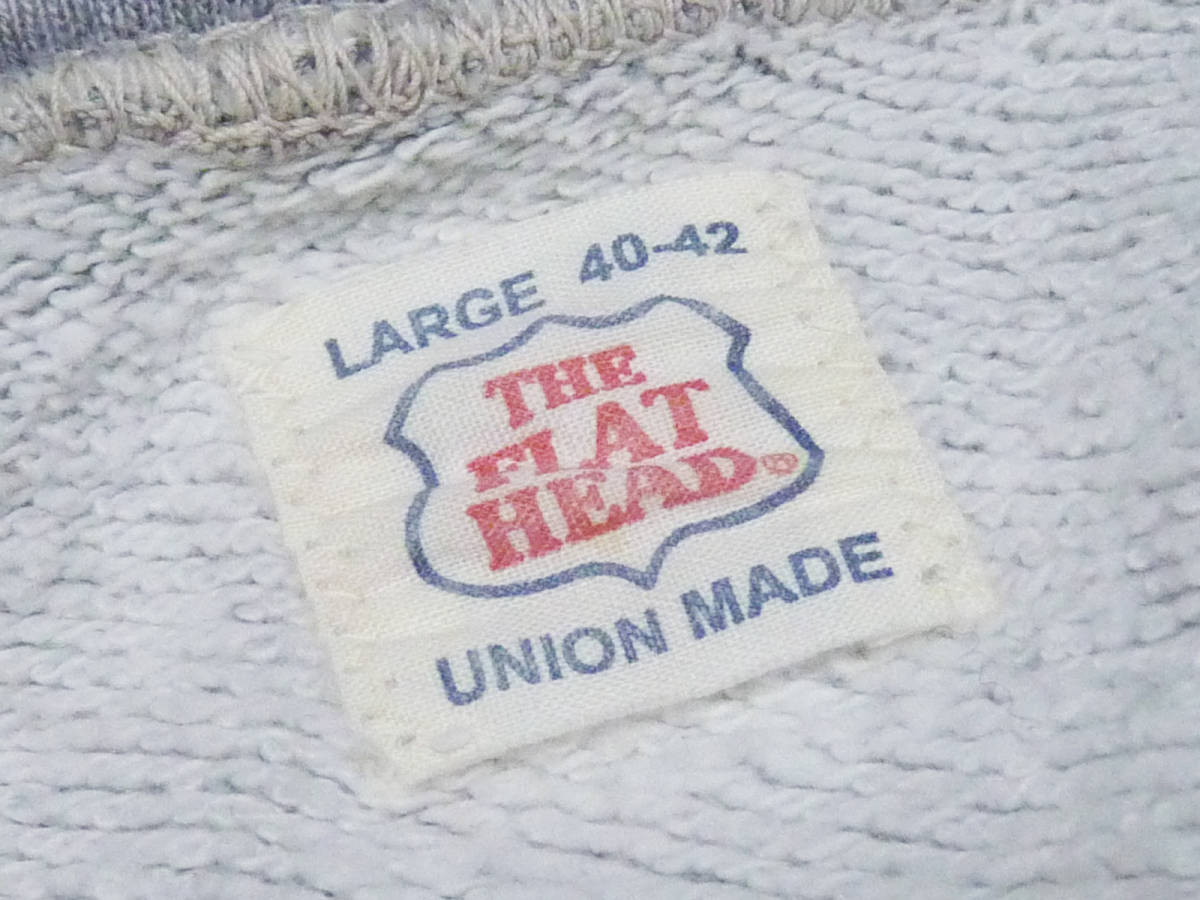 LARGE 40-42
THE
FLAT
HEAD®
UNION MADE